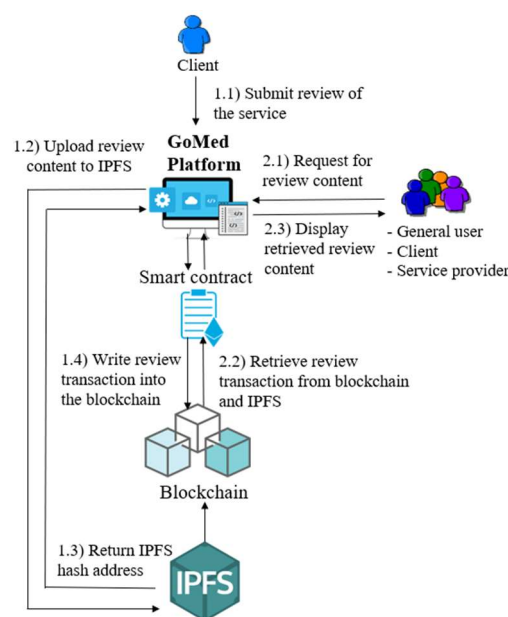 Client
1.1) Submit review of
the service
1.2) Upload review
content to IPFS
GoMed
Platform
2.1) Request for
review content
2.3) Display
retrieved review
content
- General user
- Client
- Service provider
Smart contract
1.4) Write review
transaction into
the blockchain
2.2) Retrieve review
transaction from blockchain
and IPFS
Blockchain
1.3) Return IPFS
hash address
IPFS